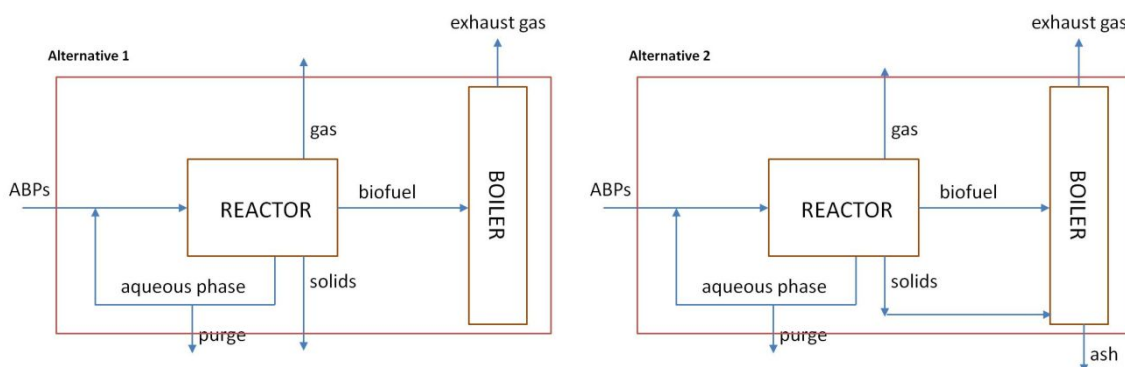 exhaust gas
Alternative 1
gas
ABPs
biofuel
REACTOR
BOILER
aqueous phase
solids
purge
exhaust gas
Alternative 2
gas
ABPs
biofuel
REACTOR
BOILER
aqueous phase
solids
purge
ash